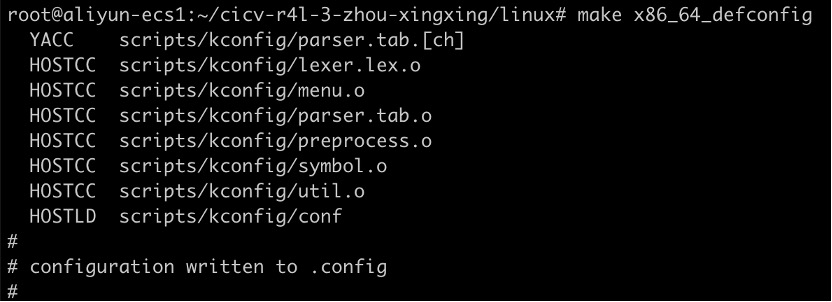 root@aliyun-ecs1:~/cicv-r4l-3-zhou-xingxing/linux# make x86_64_defconfig
  YACC    scripts/kconfig/parser.tab.[ch]
  HOSTCC  scripts/kconfig/lexer.lex.o
  HOSTCC  scripts/kconfig/menu.o
  HOSTCC  scripts/kconfig/parser.tab.o
  HOSTCC  scripts/kconfig/preprocess.o
  HOSTCC  scripts/kconfig/symbol.o
  HOSTCC  scripts/kconfig/util.o
  HOSTLD  scripts/kconfig/conf
#
# configuration written to .config
#